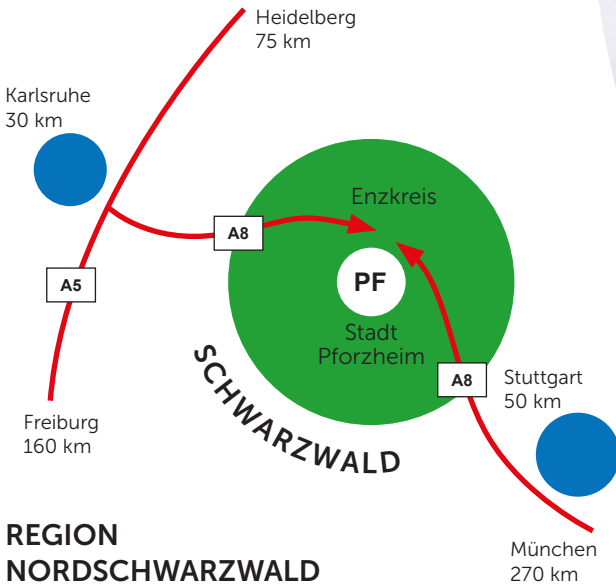 Heidelberg
75 km
Karlsruhe
30 km
Enzkreis
A8
A5
PF
Stadt
Pforzheim
A8
Stuttgart
50 km
SCHWARZWALD
Freiburg
160 km
REGION
NORDSCHWARZWALD
München
270 km